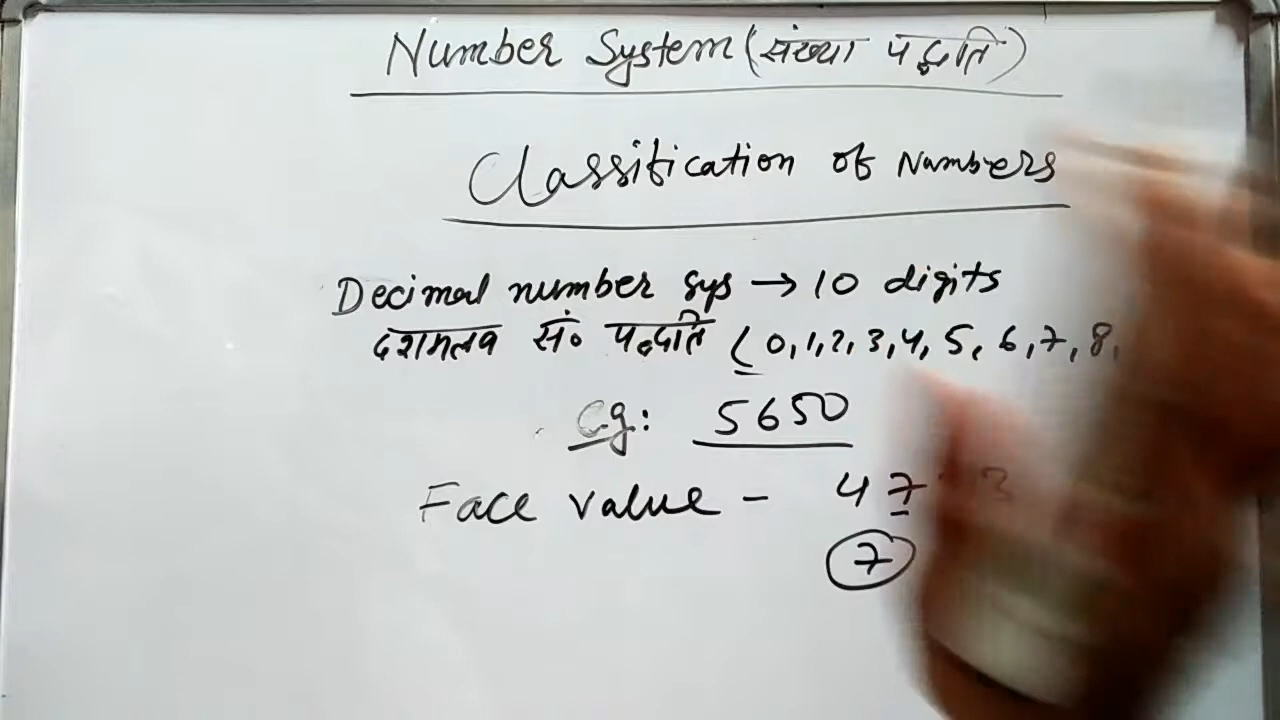 Number System (संख्या पद्धति)
Classification of Numbers
Decimal number sys → 10 digits
दशमलव सं० पद्दति (0,1,2,3,4,5,6,7,8,
eg: 5650
Face value - 47
7